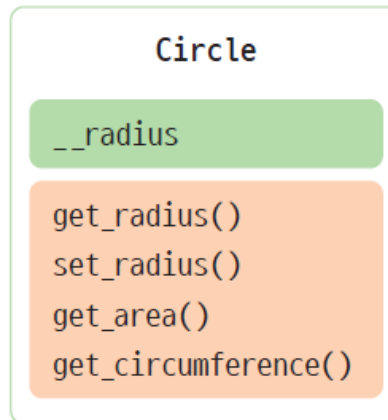 Circle
__radius
get_radius()
set_radius()
get_area()
get_circumference()